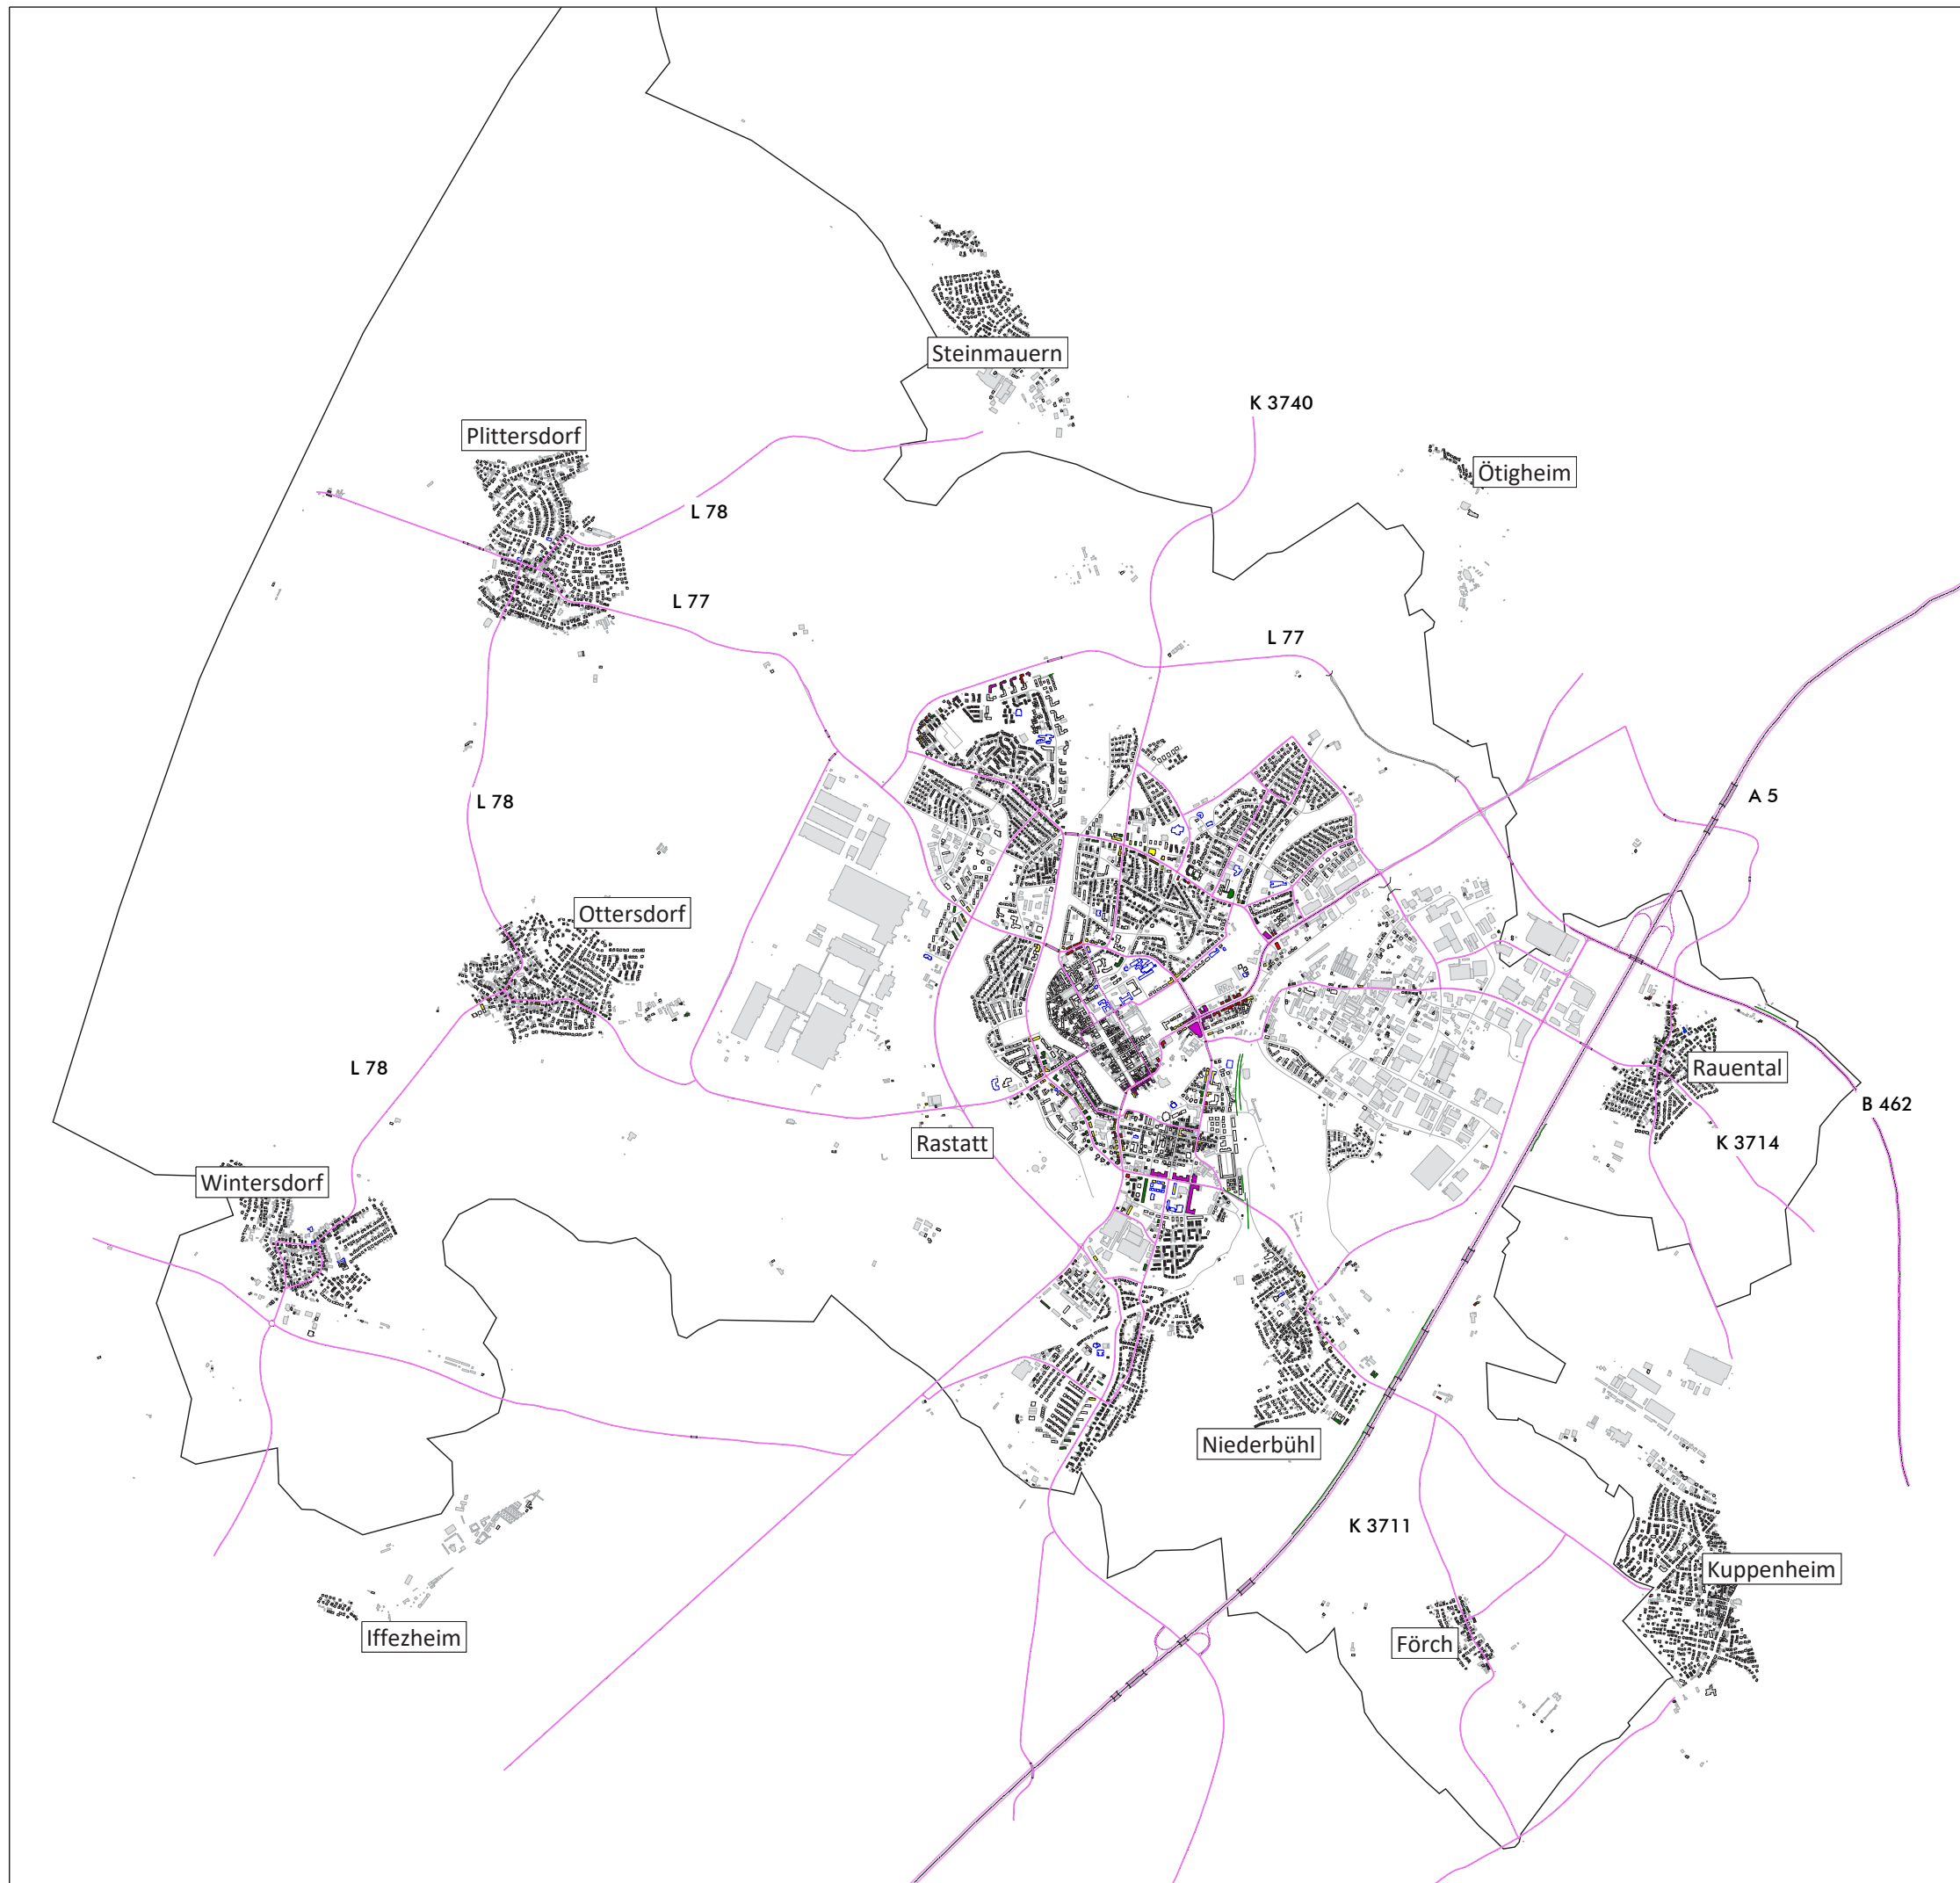 Steinmauern
K 3740
Plittersdorf
Ötigheim
L 78
L 77
L 77
A 5
L 78
Ottersdorf
L 78
Rauental
B 462
Rastatt
K 3714
Wintersdorf
Niederbühl
K 3711
Kuppenheim
Iffezheim
Förch